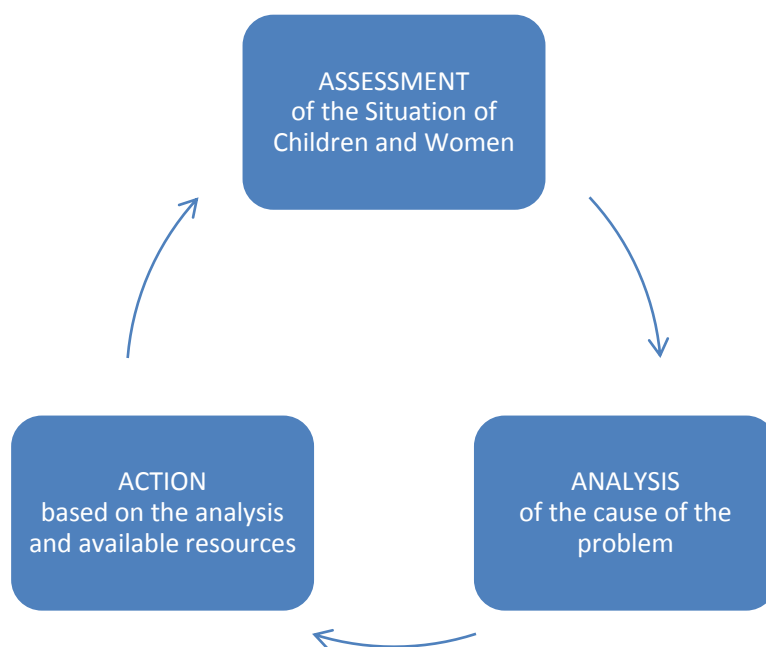 ASSESSMENT
of the Situation of
Children and Women
ACTION
based on the analysis
and available resources
ANALYSIS
of the cause of the
problem